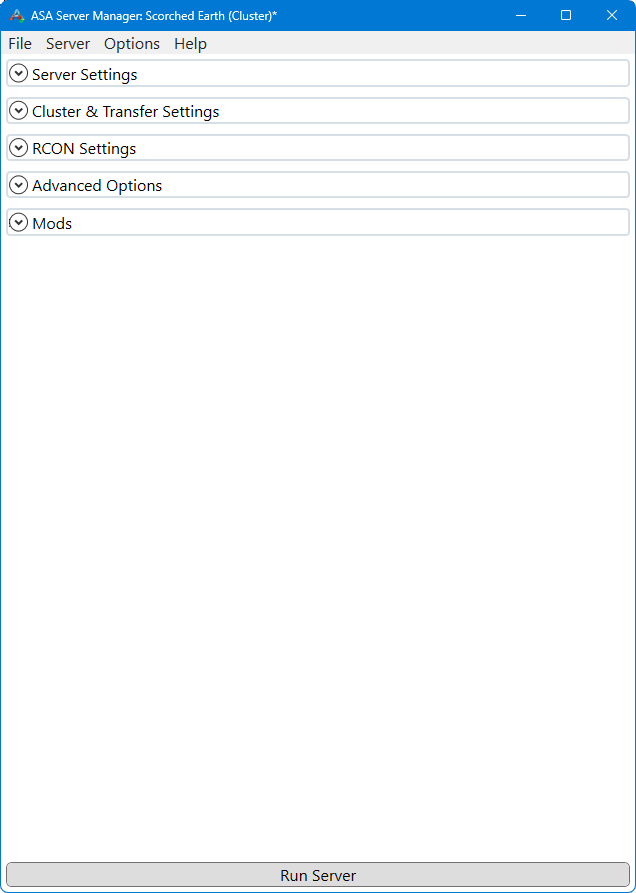 ASA Server Manager: Scorched Earth (Cluster)*
File Server Options Help
Server Settings
Cluster & Transfer Settings
RCON Settings
Advanced Options
Mods
Run Server